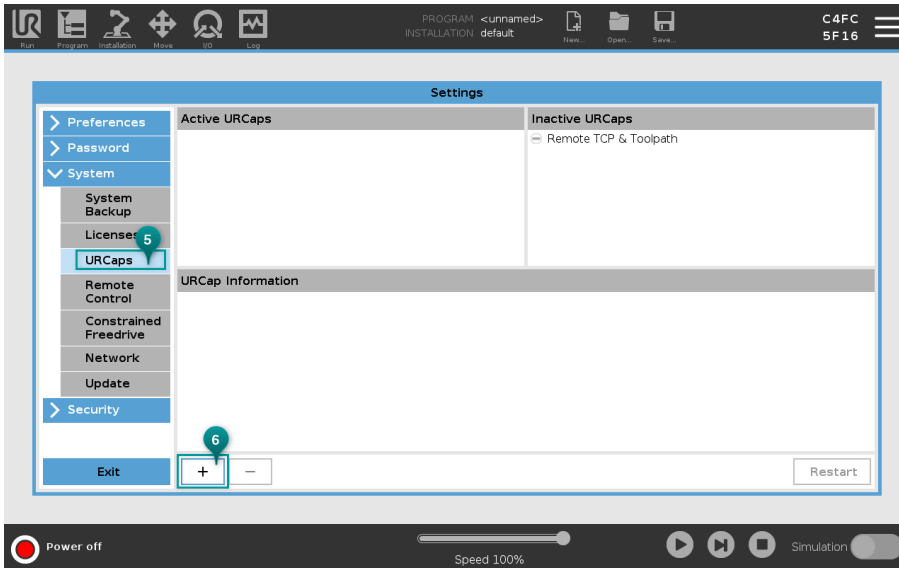 PROGRAM <unnamed>
INSTALLATION default
C4FC
5F16
Run
Program
Installation
Move
I/O
Log
New...
Open...
Save...
Settings
Preferences
Password
System
System
Backup
Licenses
5
URCaps
Remote
Control
Constrained
Freedrive
Network
Update
Security
Exit
Active URCaps
Inactive URCaps
Remote TCP & Toolpath
URCap Information
6
+
−
Restart
Power off
Speed 100%
Simulation